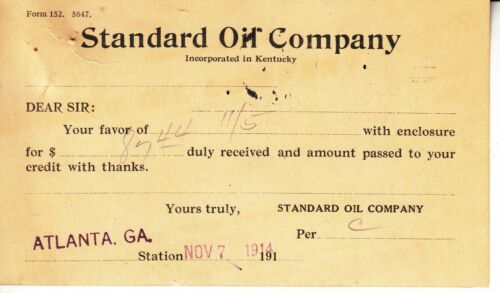 Form 152. 5647.
Standard Oil Company
Incorporated in Kentucky
DEAR SIR:
Your favor of 11/5 with enclosure
for $ 87 44 duly received and amount passed to your
credit with thanks.
Yours truly, STANDARD OIL COMPANY
ATLANTA, GA. Per C
Station NOV 7 1914 191